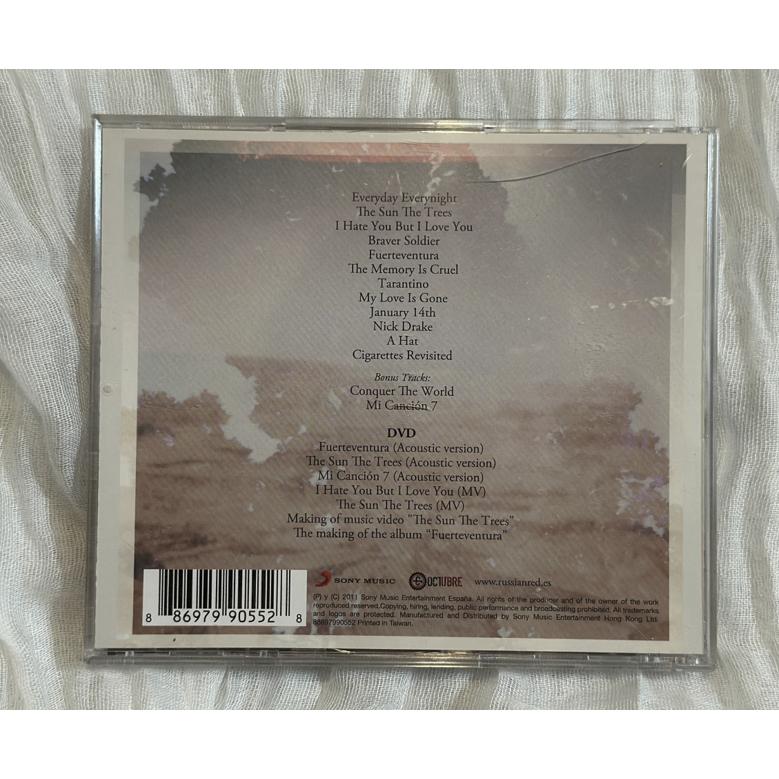 Everyday Everynight
The Sun The Trees
I Hate You But I Love You
Braver Soldier
Fuerteventura
The Memory Is Cruel
Tarantino
My Love Is Gone
January 14th
Nick Drake
A Hat
Cigarettes Revisited
Bonus Tracks:
Conquer The World
Mi Canción 7
DVD
Fuerteventura (Acoustic version)
The Sun The Trees (Acoustic version)
Mi Canción 7 (Acoustic version)
I Hate You But I Love You (MV)
The Sun The Trees (MV)
Making of music video "The Sun The Trees"
The making of the album "Fuerteventura"
SONY MUSIC OCTUBRE www.russianred.es
(P) y (C) 2011 Sony Music Entertainment España. All rights of the producer and of the owner of the work
reproduced reserved.Copying, hiring, lending, public performance and broadcasting prohibited. All trademarks
and logos are protected. Manufactured and Distributed by Sony Music Entertainment Hong Kong Ltd.
88697990552 Printed in Taiwan.
8 86979 90552 8